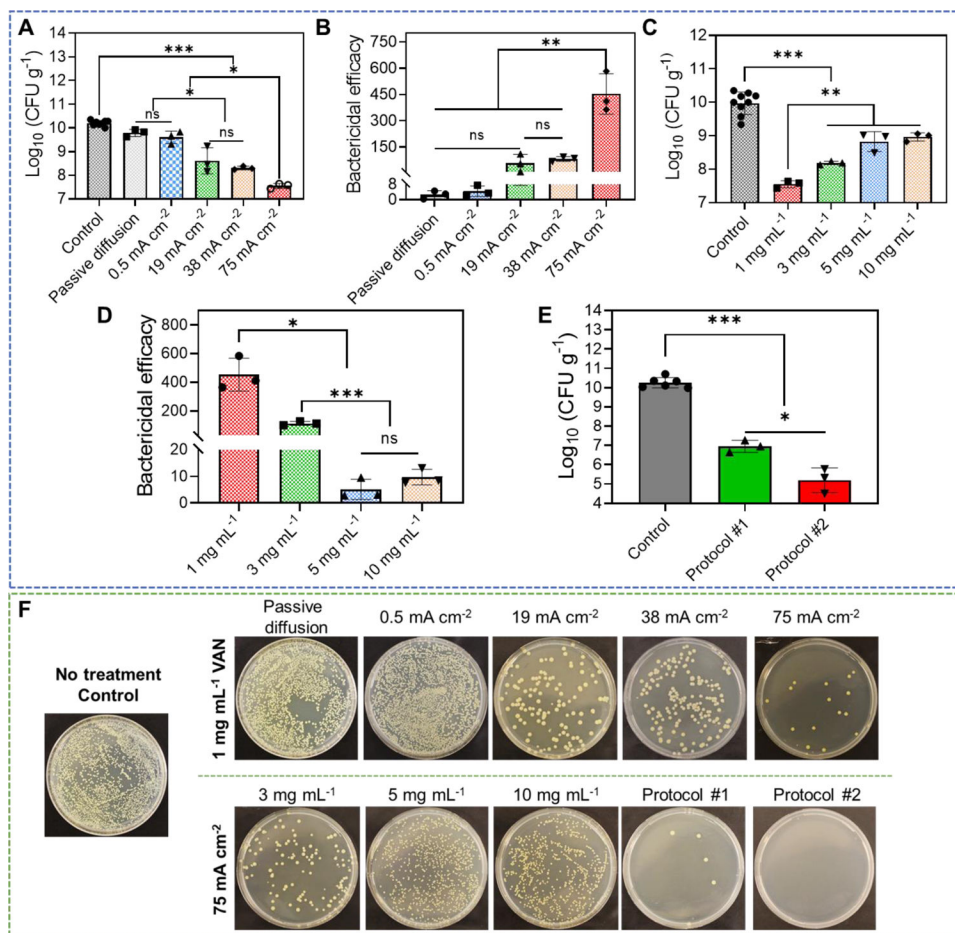 A
Log10 (CFU g-1)
14
13
12
11
10
9
8
7
***
*
*
ns
ns
Control
Passive diffusion
0.5 mA cm-2
19 mA cm-2
38 mA cm-2
75 mA cm-2
B
Bactericidal efficacy
750
600
450
300
150
8
0
**
ns
ns
Passive diffusion
0.5 mA cm-2
19 mA cm-2
38 mA cm-2
75 mA cm-2
C
Log10 (CFU g-1)
12
11
10
9
8
7
***
**
Control
1 mg mL-1
3 mg mL-1
5 mg mL-1
10 mg mL-1
D
Bactericidal efficacy
800
600
400
200
20
10
0
*
***
ns
1 mg mL-1
3 mg mL-1
5 mg mL-1
10 mg mL-1
E
Log10 (CFU g-1)
14
13
12
11
10
9
8
7
6
5
4
***
*
Control
Protocol #1
Protocol #2
F
No treatment
Control
1 mg mL-1 VAN
Passive
diffusion
0.5 mA cm-2
19 mA cm-2
38 mA cm-2
75 mA cm-2
75 mA cm-2
3 mg mL-1
5 mg mL-1
10 mg mL-1
Protocol #1
Protocol #2